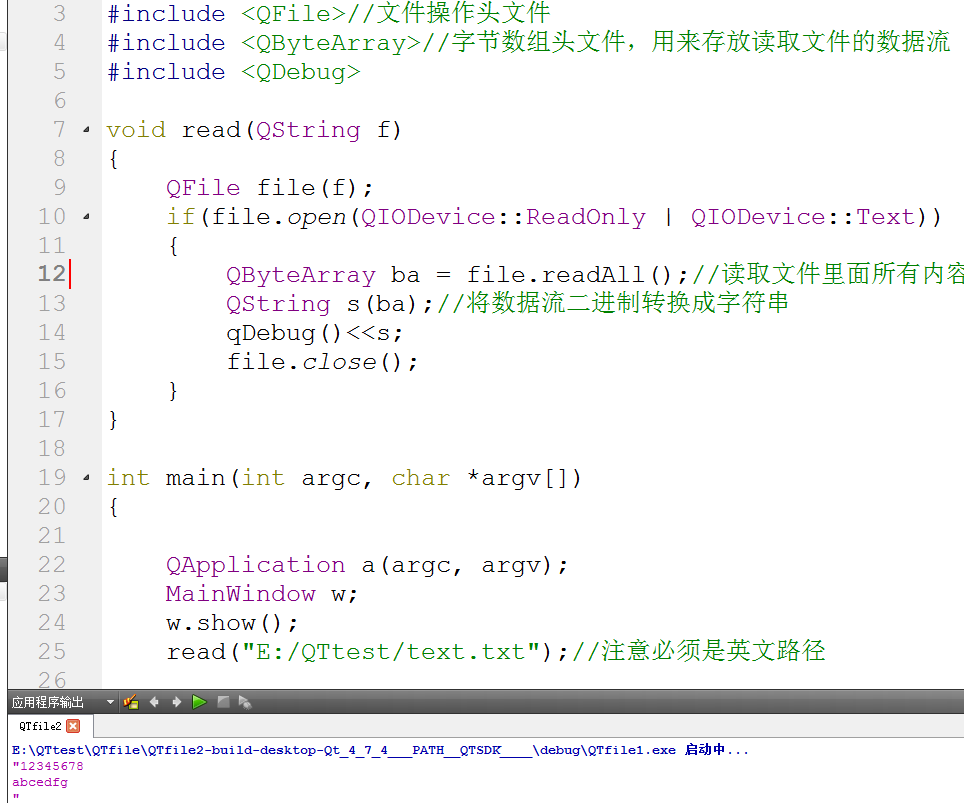 3 #include <QFile>//文件操作头文件
4 #include <QByteArray>//字节数组头文件，用来存放读取文件的数据流
5 #include <QDebug>
6
7 void read(QString f)
8 {
9     QFile file(f);
10     if(file.open(QIODevice::ReadOnly | QIODevice::Text))
11     {
12         QByteArray ba = file.readAll();//读取文件里面所有内容
13         QString s(ba);//将数据流二进制转换成字符串
14         qDebug()<<s;
15         file.close();
16     }
17 }
18
19 int main(int argc, char *argv[])
20 {
21
22     QApplication a(argc, argv);
23     MainWindow w;
24     w.show();
25     read("E:/QTtest/text.txt");//注意必须是英文路径
26
应用程序输出
QTfile2
E:\QTtest\QTfile\QTfile2-build-desktop-Qt_4_7_4___PATH__QTSDK____\debug\QTfile1.exe 启动中...
"12345678
abcedfg
"